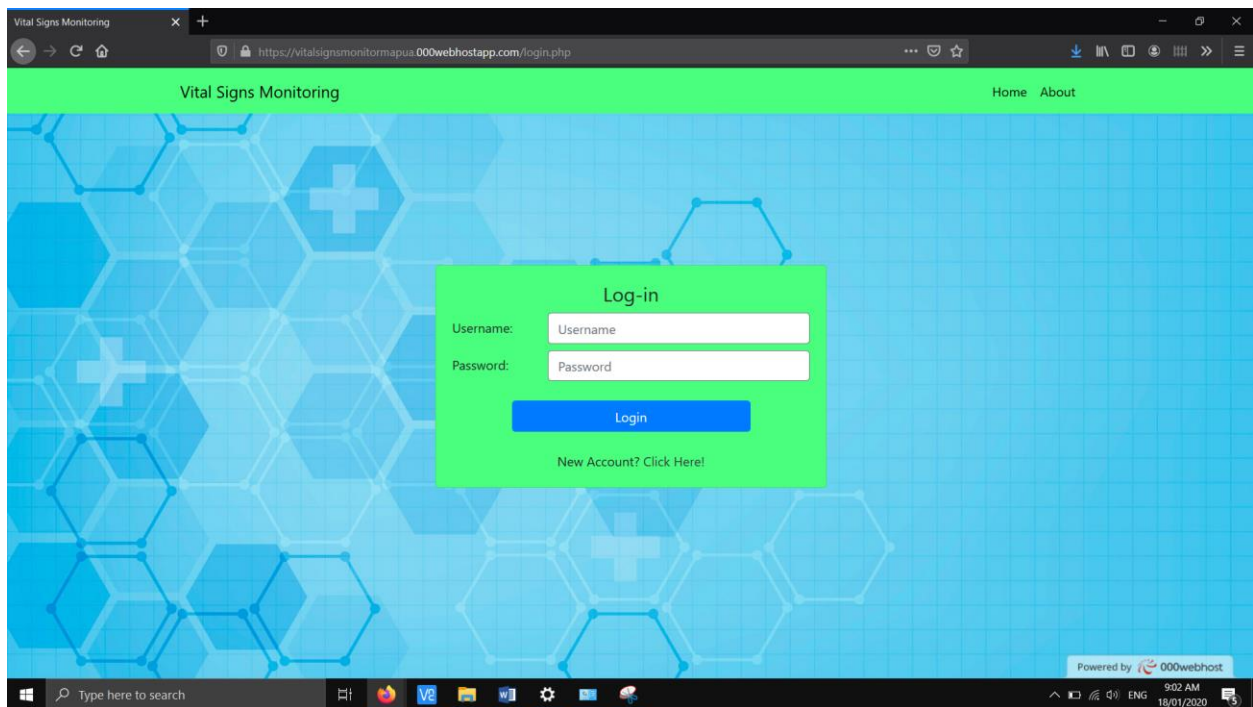 Vital Signs Monitoring
https://vitalsignsmonitormapua.000webhostapp.com/login.php
Vital Signs Monitoring
Home About
Log-in
Username: Username
Password: Password
Login
New Account? Click Here!
Powered by 000webhost
Type here to search
ENG
9:02 AM
18/01/2020
5